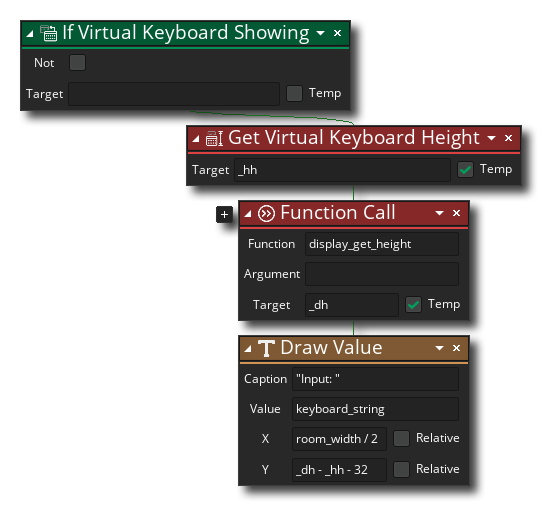 If Virtual Keyboard Showing
Not
Target Temp
Get Virtual Keyboard Height
Target _hh Temp
Function Call
Function display_get_height
Argument
Target _dh Temp
Draw Value
Caption "Input: "
Value keyboard_string
X room_width / 2 Relative
Y _dh - _hh - 32 Relative